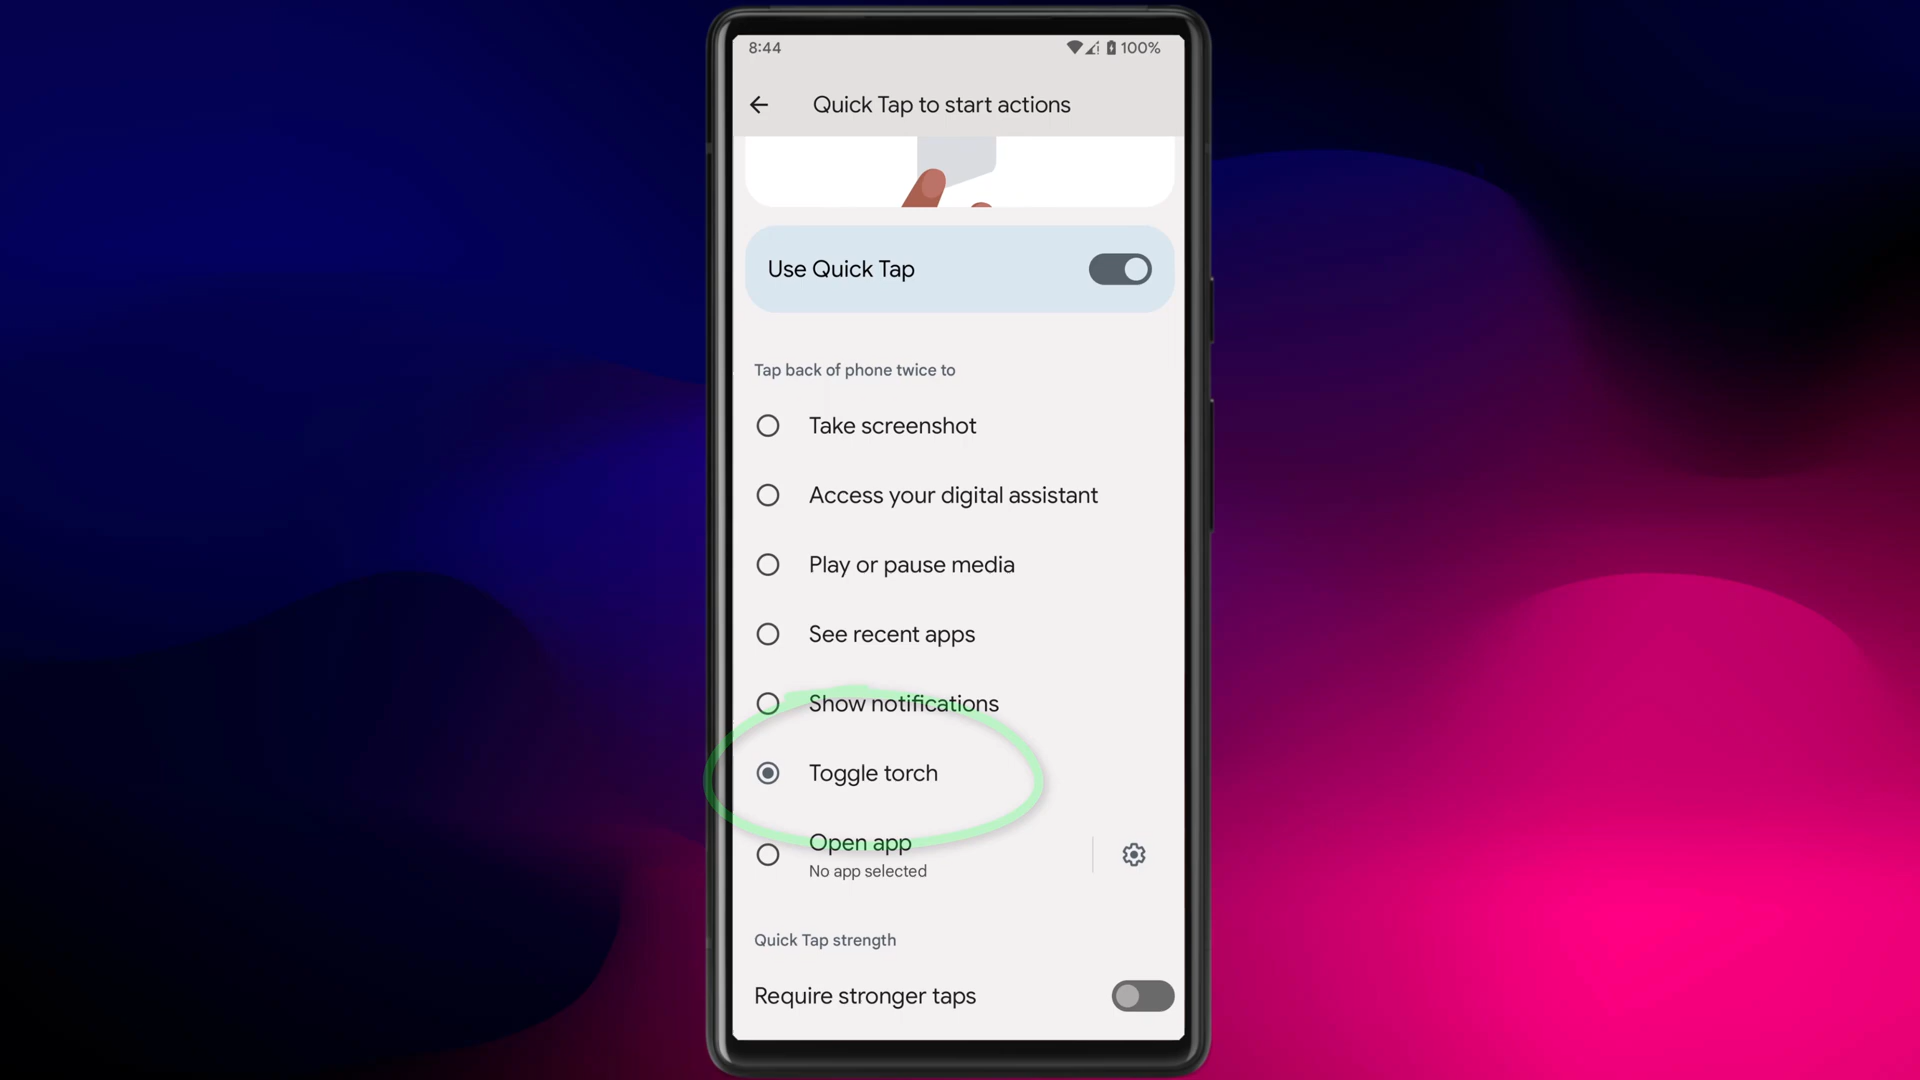 8:44
100%
Quick Tap to start actions
Use Quick Tap
Tap back of phone twice to
Take screenshot
Access your digital assistant
Play or pause media
See recent apps
Show notifications
Toggle torch
Open app
No app selected
Quick Tap strength
Require stronger taps